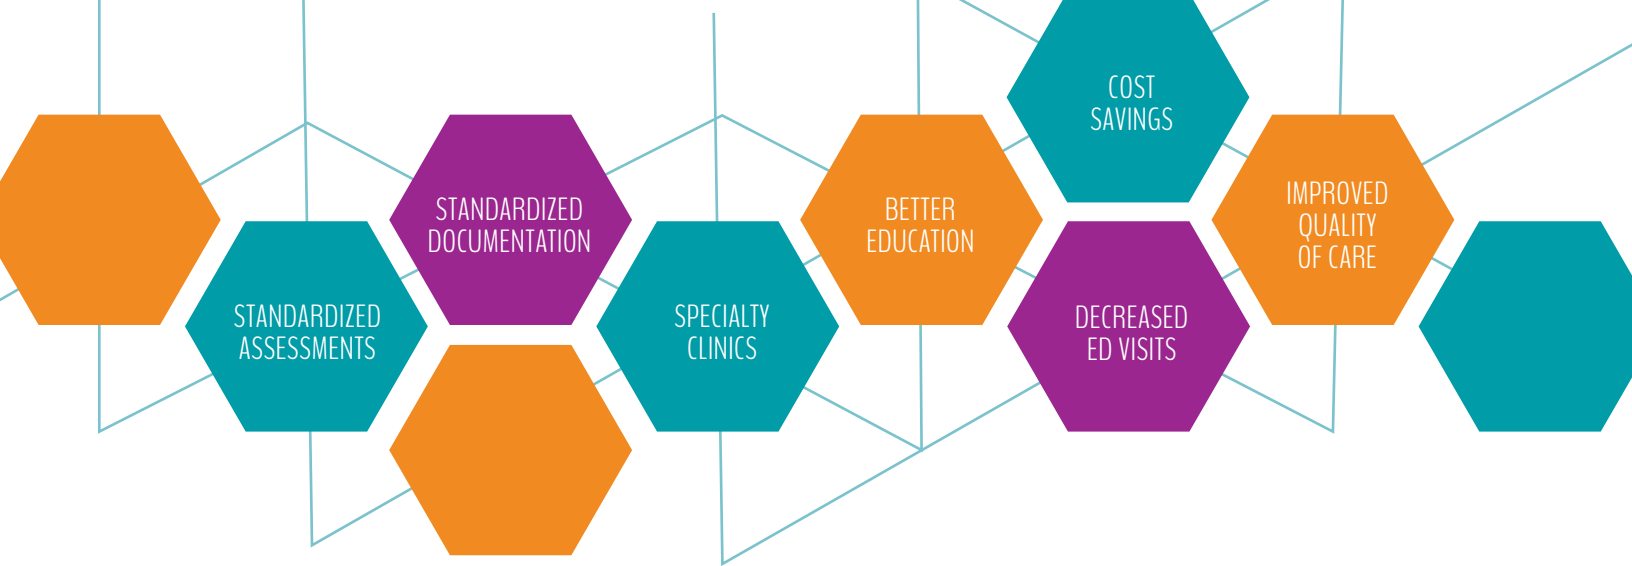 STANDARDIZED
ASSESSMENTS
STANDARDIZED
DOCUMENTATION
SPECIALTY
CLINICS
BETTER
EDUCATION
COST
SAVINGS
DECREASED
ED VISITS
IMPROVED
QUALITY
OF CARE